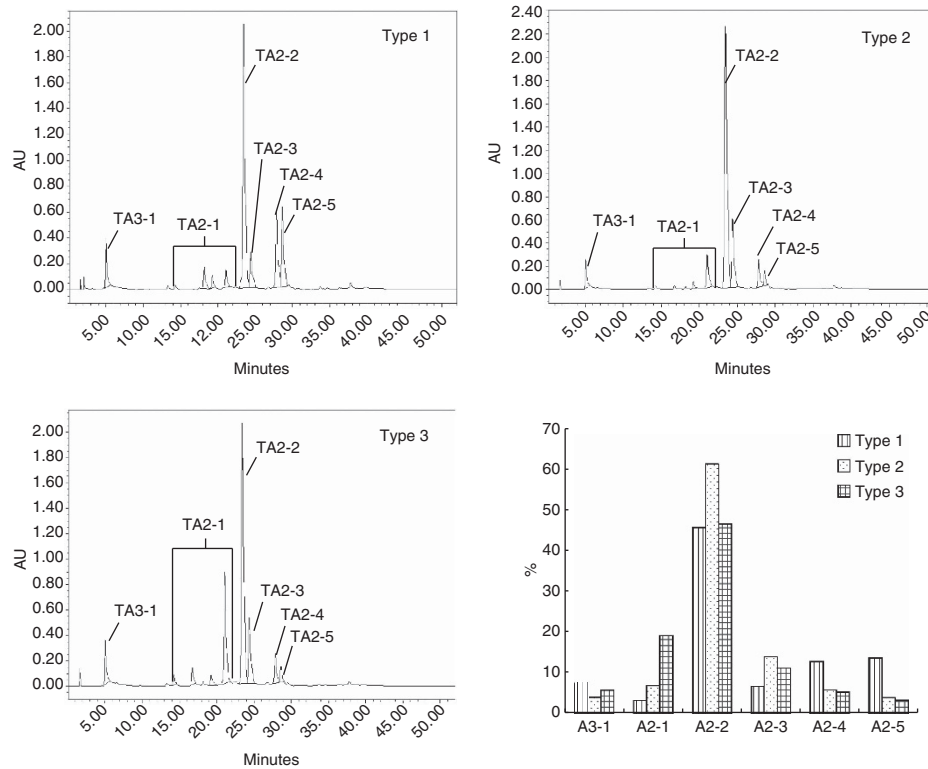 Type 1
2.00
1.80
1.60
1.40
1.20
1.00
0.80
0.60
0.40
0.20
0.00
AU
TA2-2
TA2-3
TA2-4
TA2-5
TA3-1
TA2-1
5.00 10.00 15.00 12.00 25.00 30.00 35.00 40.00 45.00 50.00
Minutes
Type 2
2.40
2.20
2.00
1.80
1.60
1.40
1.20
1.00
0.80
0.60
0.40
0.20
0.00
AU
TA2-2
TA2-3
TA2-4
TA2-5
TA3-1
TA2-1
5.00 10.00 15.00 20.00 25.00 30.00 35.00 40.00 45.00 50.00
Minutes
Type 3
2.00
1.80
1.60
1.40
1.20
1.00
0.80
0.60
0.40
0.20
0.00
AU
TA2-2
TA2-1
TA2-3
TA3-1
TA2-4
TA2-5
5.00 10.00 15.00 20.00 25.00 30.00 35.00 40.00 45.00 50.00
Minutes
70
60
50
40
30
20
10
0
%
Type 1
Type 2
Type 3
A3-1 A2-1 A2-2 A2-3 A2-4 A2-5